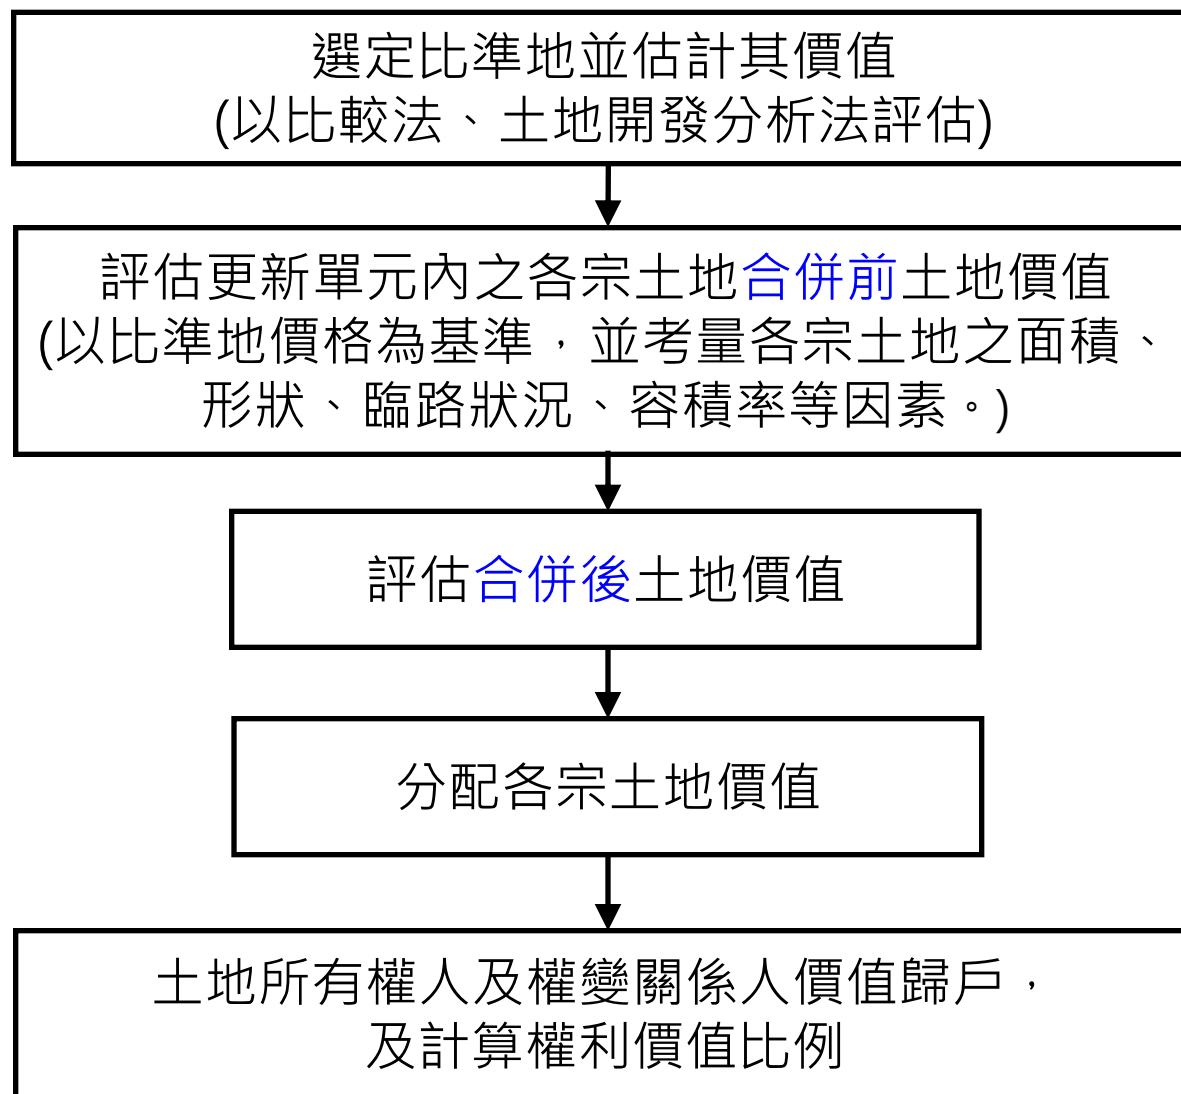 選定比準地並估計其價值
(以比較法、土地開發分析法評估)
評估更新單元內之各宗土地合併前土地價值
(以比準地價格為基準，並考量各宗土地之面積、
形狀、臨路狀況、容積率等因素。)
評估合併後土地價值
分配各宗土地價值
土地所有權人及權變關係人價值歸戶，
及計算權利價值比例